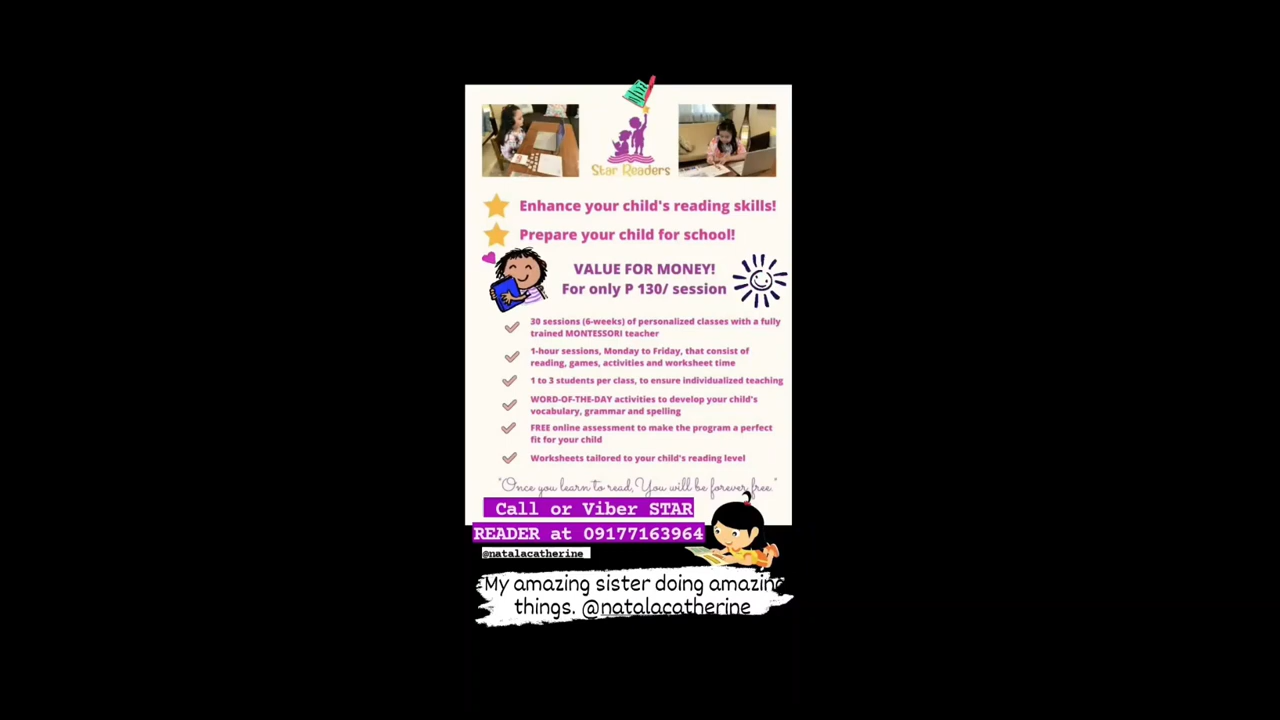 Star Readers
Enhance your child's reading skills!
Prepare your child for school!
VALUE FOR MONEY!
For only P 130/ session
30 sessions (6-weeks) of personalized classes with a fully
trained MONTESSORI teacher
1-hour sessions, Monday to Friday, that consist of
reading, games, activities and worksheet time
1 to 3 students per class, to ensure individualized teaching
WORD-OF-THE-DAY activities to develop your child's
vocabulary, grammar and spelling
FREE online assessment to make the program a perfect
fit for your child
Worksheets tailored to your child's reading level
"Once you learn to read, You will be forever free."
Call or Viber STAR
READER at 09177163964
@natalacatherine
My amazing sister doing amazing
things. @natalacatherine